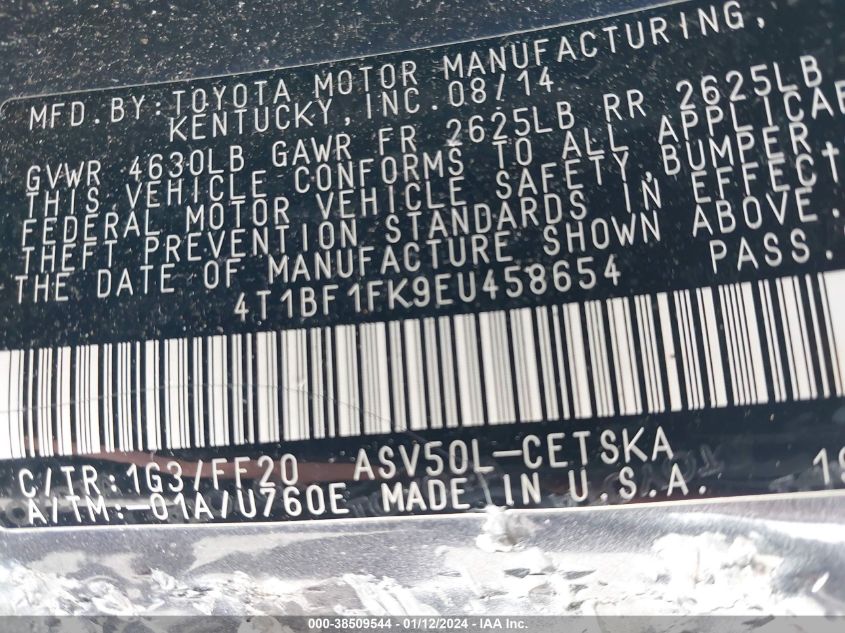 MFD.BY:TOYOTA MOTOR MANUFACTURING,
KENTUCKY, INC. 08/14
GVWR 4630LB GAWR FR 2625LB RR 2625LB
THIS VEHICLE CONFORMS TO ALL APPLICAB
FEDERAL MOTOR VEHICLE SAFETY, BUMPER,
THEFT PREVENTION STANDARDS IN EFFECT
THE DATE OF MANUFACTURE SHOWN ABOVE.
4T1BF1FK9EU458654 PASS.
C/TR:1G3/FF20 ASV50L-CETSKA
A/TM:-01A/U760E MADE IN U.S.A.
000-38509544 - 01/12/2024 - IAA Inc.